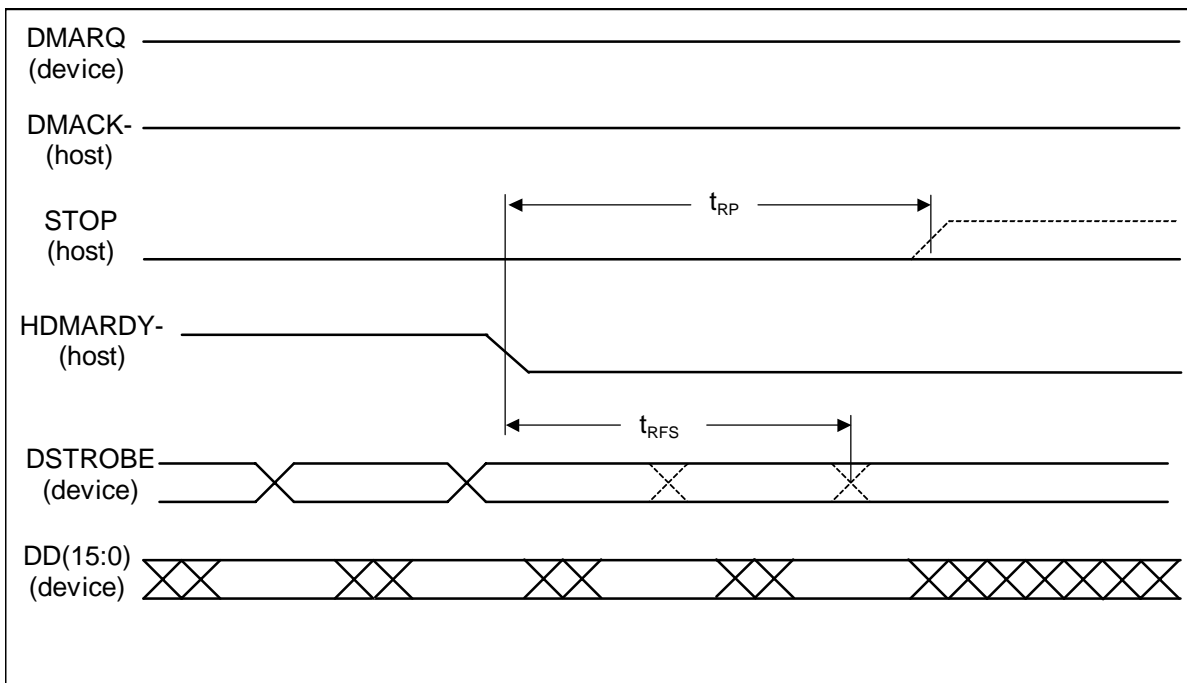 DMARQ
(device)
DMACK-
(host)
STOP
(host)
tRP
HDMARDY-
(host)
tRFS
DSTROBE
(device)
DD(15:0)
(device)